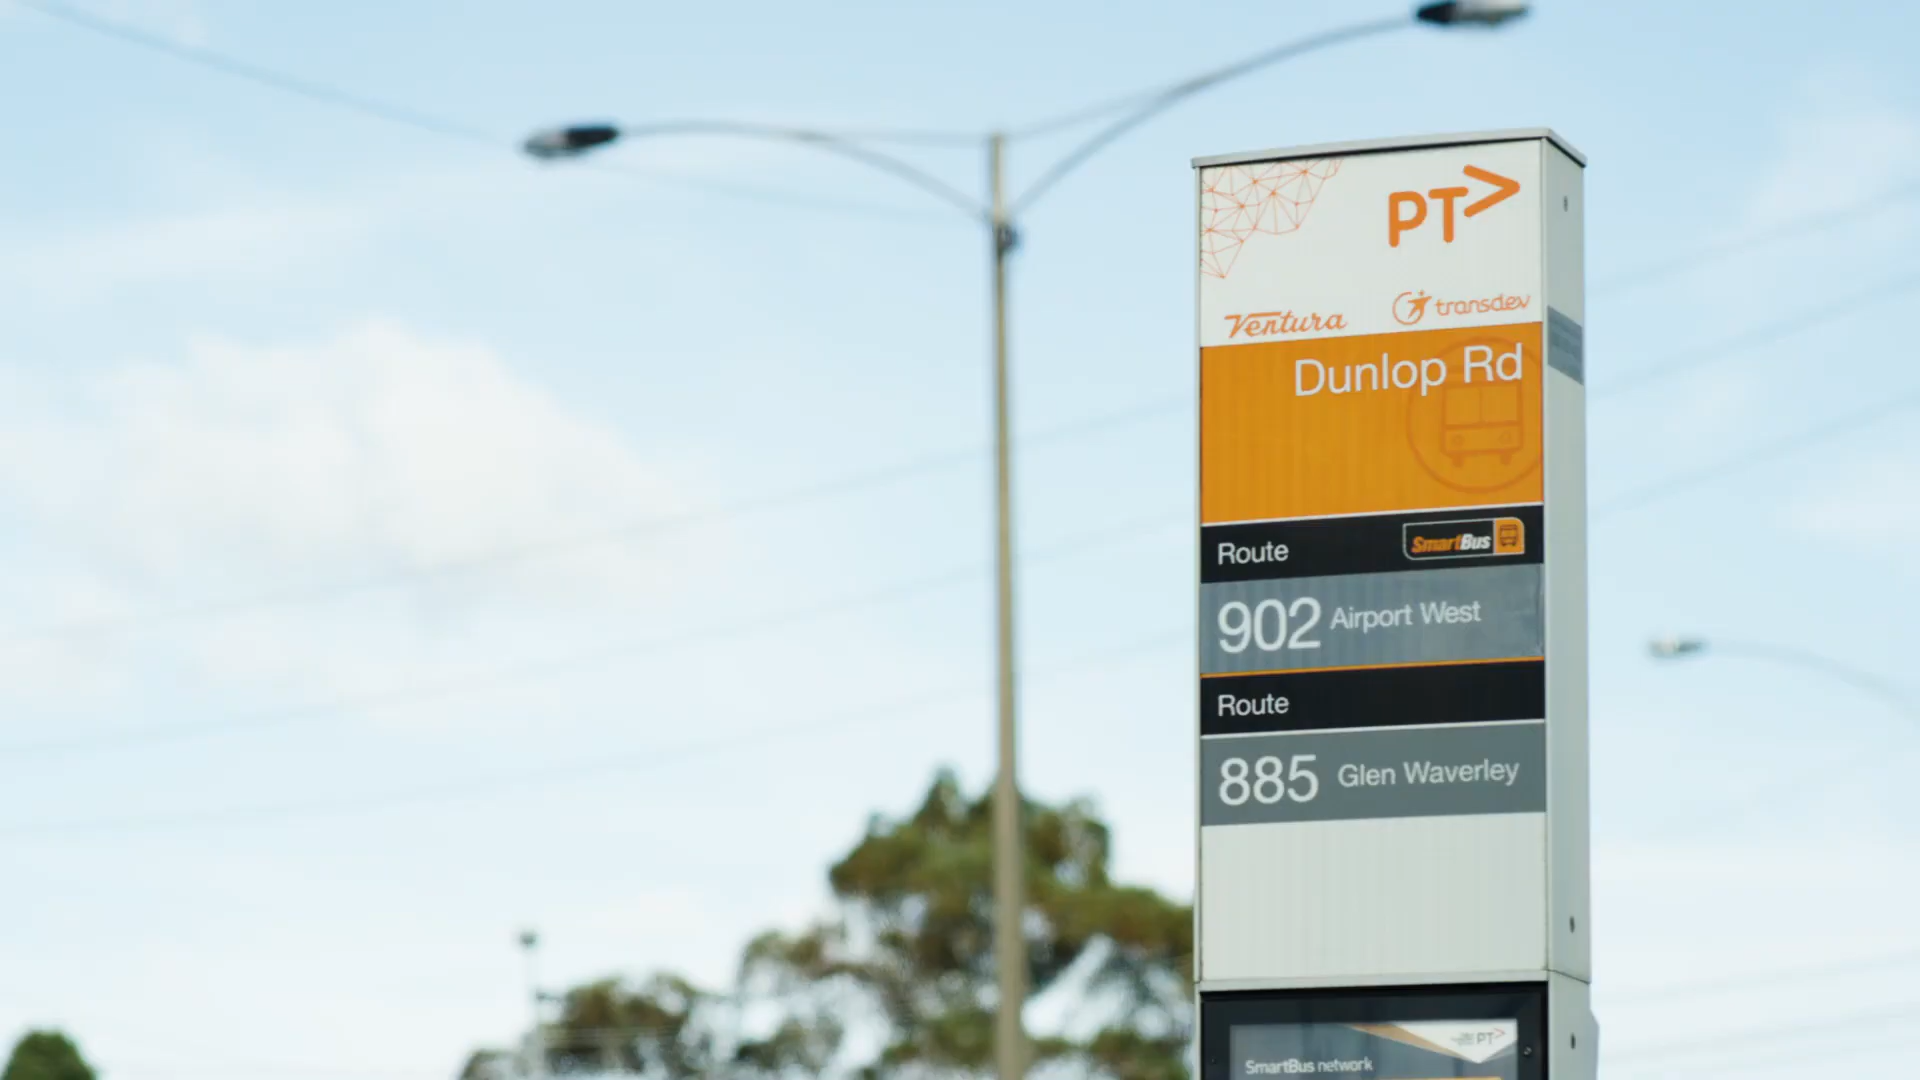 PT>
Ventura
transdev
Dunlop Rd
Route
SmartBus
902 Airport West
Route
885 Glen Waverley
PT>
SmartBus network